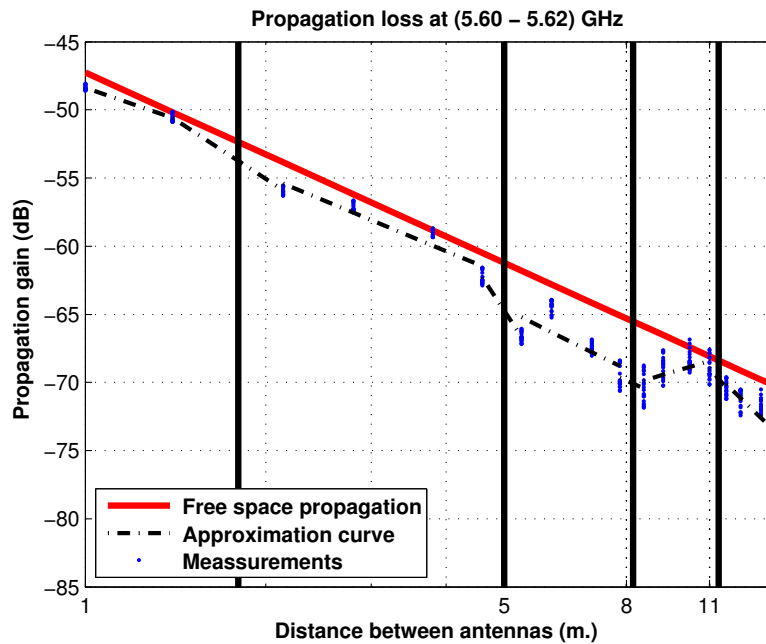 Propagation loss at (5.60 − 5.62) GHz
Propagation gain (dB)
−45
−50
−55
−60
−65
−70
−75
−80
−85
Free space propagation
Approximation curve
Meassurements
1
5
8
11
Distance between antennas (m.)